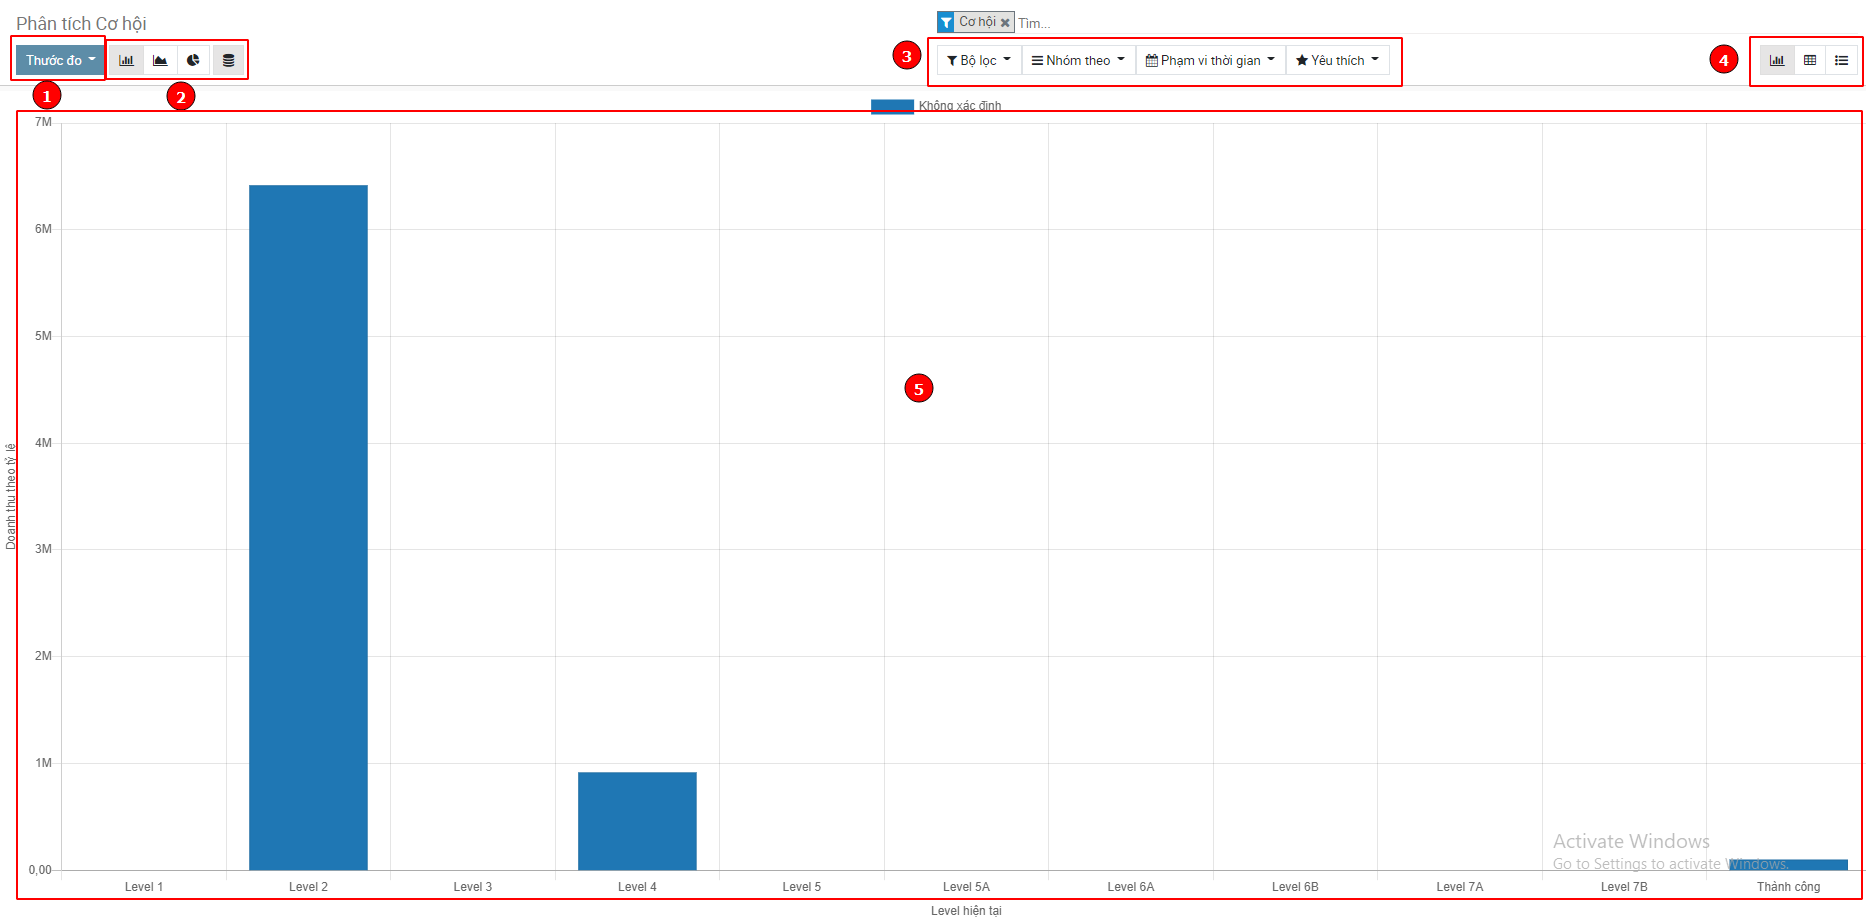 Phân tích Cơ hội
Cơ hội
Tìm...
Thước đo
Bộ lọc
Nhóm theo
Phạm vi thời gian
Yêu thích
1
2
3
4
Không xác định
7M
6M
5M
4M
3M
2M
1M
0,00
Doanh thu theo tỷ lệ
5
Activate Windows
Go to Settings to activate Windows.
Level 1
Level 2
Level 3
Level 4
Level 5
Level 5A
Level 6A
Level 6B
Level 7A
Level 7B
Thành công
Level hiện tại